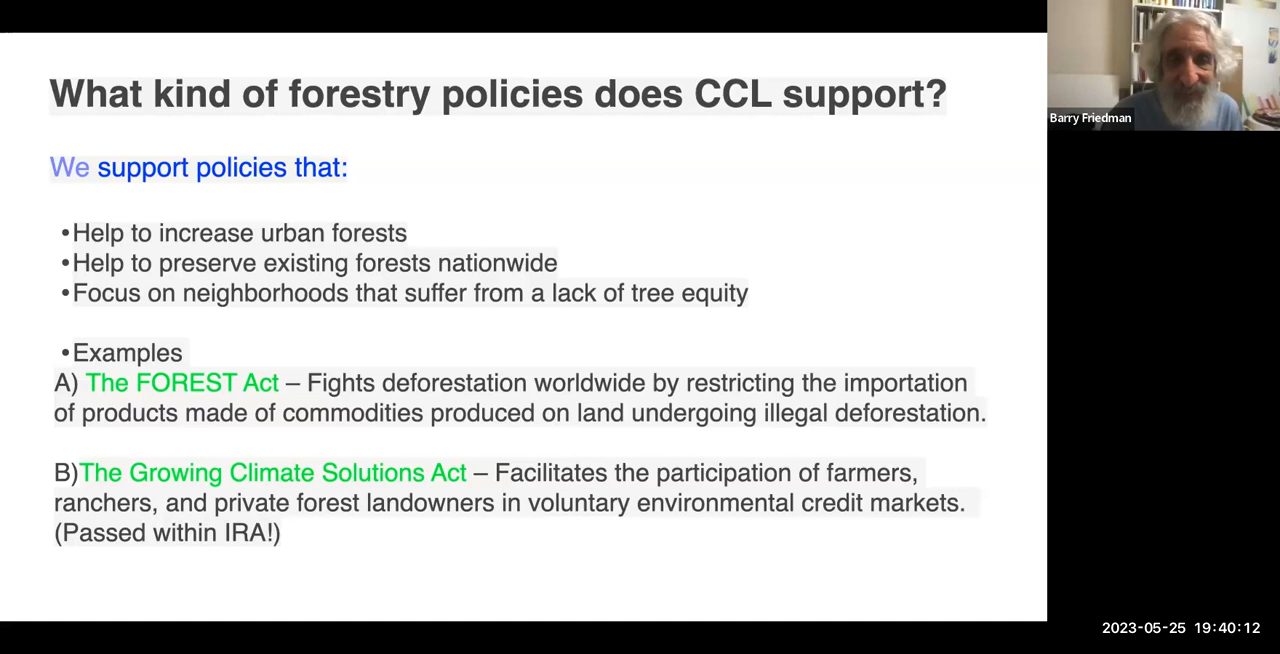 What kind of forestry policies does CCL support?
We support policies that:
•Help to increase urban forests
•Help to preserve existing forests nationwide
•Focus on neighborhoods that suffer from a lack of tree equity
•Examples
A) The FOREST Act – Fights deforestation worldwide by restricting the importation
of products made of commodities produced on land undergoing illegal deforestation.
B)The Growing Climate Solutions Act – Facilitates the participation of farmers,
ranchers, and private forest landowners in voluntary environmental credit markets.
(Passed within IRA!)
Barry Friedman
2023-05-25 19:40:12